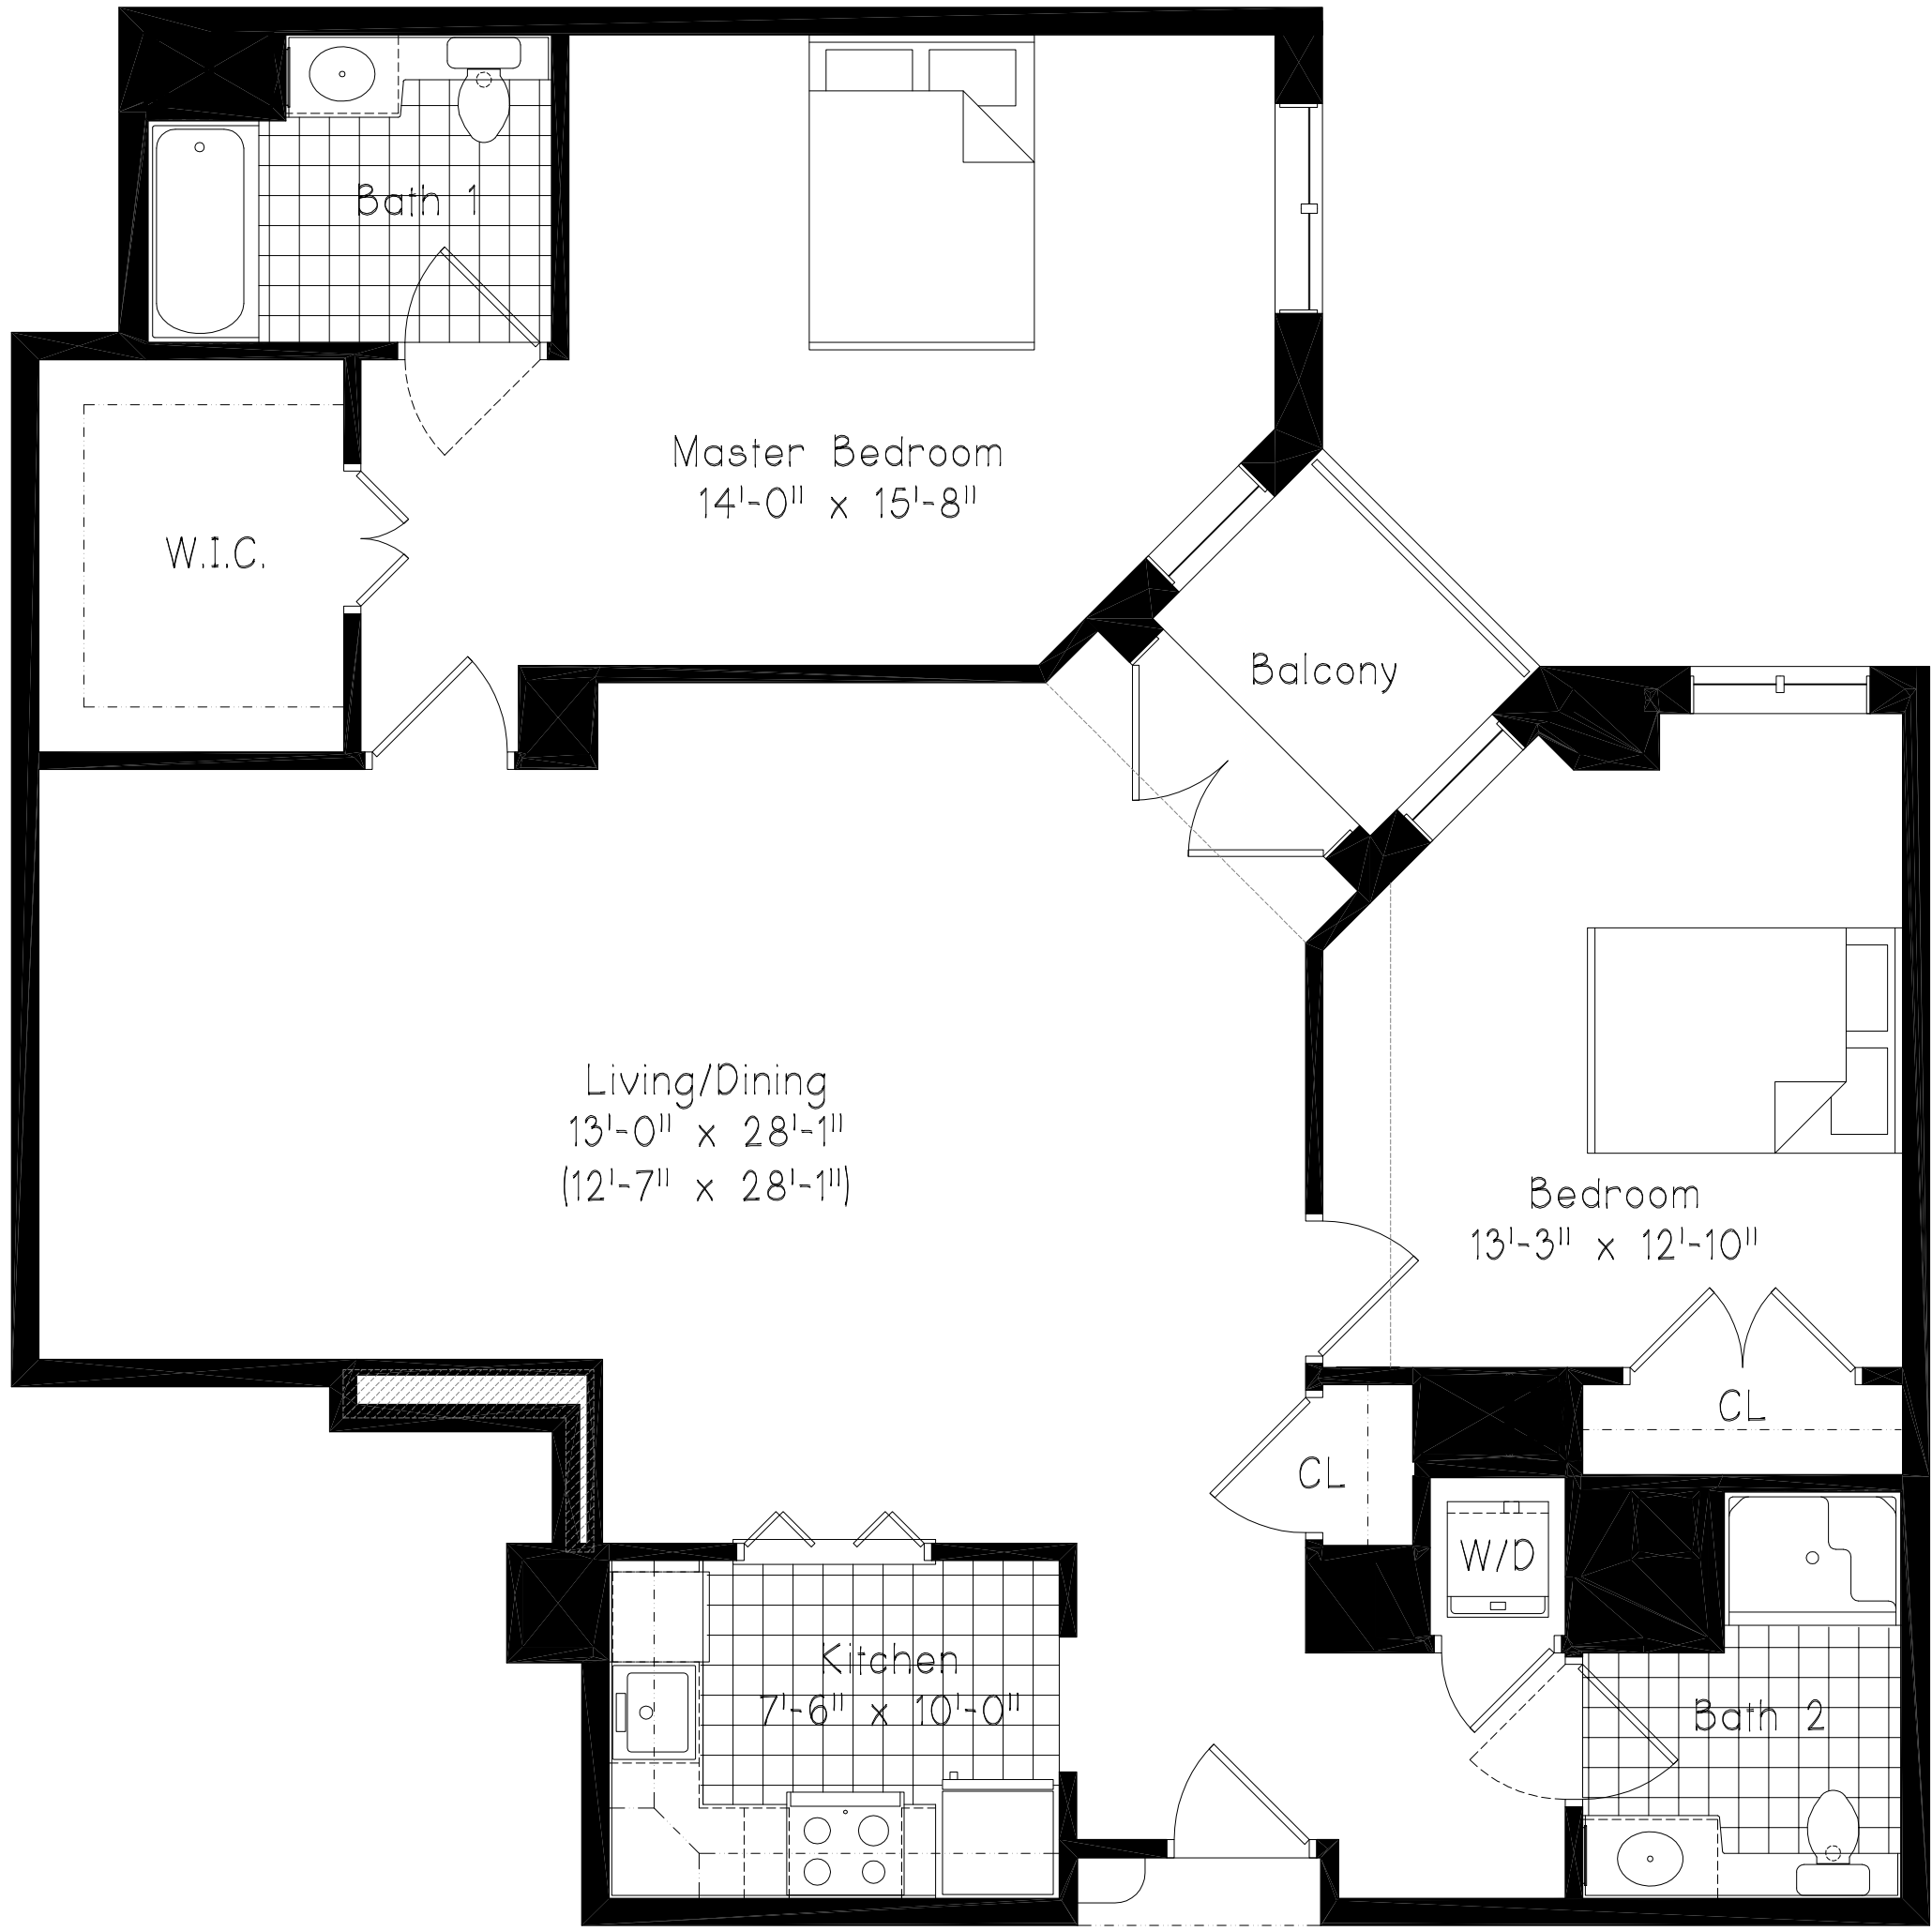 Bath 1
Master Bedroom
14'-0" x 15'-8"
W.I.C.
Balcony
Living/Dining
13'-0" x 28'-1"
(12'-7" x 28'-1")
Bedroom
13'-3" x 12'-10"
CL
CL
W/D
Kitchen
7'-6" x 10'-0"
Bath 2